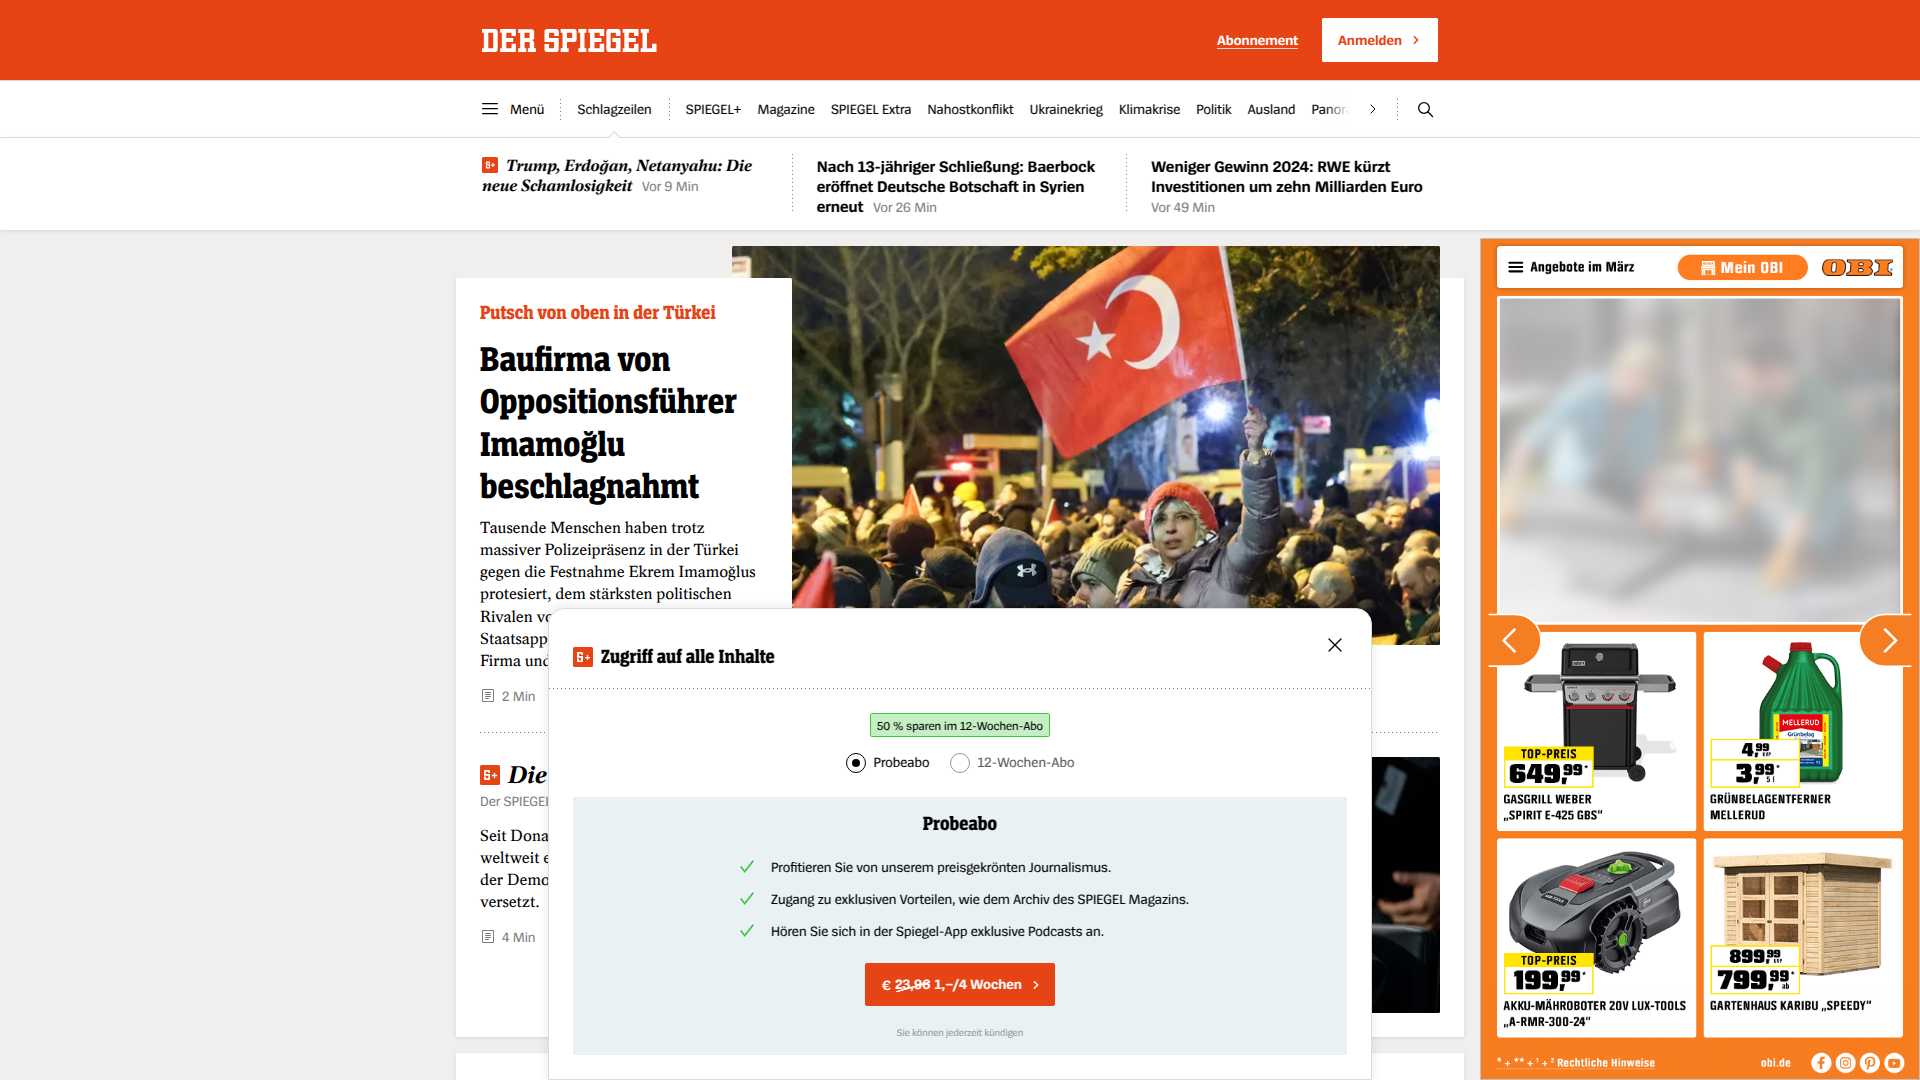 DER SPIEGEL
Abonnement
Anmelden
Menü
Schlagzeilen
SPIEGEL+
Magazine
SPIEGEL Extra
Nahostkonflikt
Ukrainekrieg
Klimakrise
Politik
Ausland
Panor
Trump, Erdoğan, Netanyahu: Die
neue Schamlosigkeit Vor 9 Min
Nach 13-jähriger Schließung: Baerbock
eröffnet Deutsche Botschaft in Syrien
erneut Vor 26 Min
Weniger Gewinn 2024: RWE kürzt
Investitionen um zehn Milliarden Euro
Vor 49 Min
Putsch von oben in der Türkei
Baufirma von
Oppositionsführer
Imamoğlu
beschlagnahmt
Tausende Menschen haben trotz
massiver Polizeipräsenz in der Türkei
gegen die Festnahme Ekrem Imamoğlus
protesiert, dem stärksten politischen
Rivalen vo
Staatsapp
Firma und
2 Min
Die
Der SPIEGEL
Seit Dona
weltweit e
der Demo
versetzt.
4 Min
Zugriff auf alle Inhalte
50 % sparen im 12-Wochen-Abo
Probeabo
12-Wochen-Abo
Probeabo
Profitieren Sie von unserem preisgekrönten Journalismus.
Zugang zu exklusiven Vorteilen, wie dem Archiv des SPIEGEL Magazins.
Hören Sie sich in der Spiegel-App exklusive Podcasts an.
€ 23,96 1,–/4 Wochen
Sie können jederzeit kündigen
Angebote im März
Mein OBI
OBI
TOP-PREIS
649,99*
GASGRILL WEBER
„SPIRIT E-425 GBS“
MELLERUD
Grünbelag
4,99 UVP
3,99* 5 l
GRÜNBELAGENTFERNER
MELLERUD
TOP-PREIS
199,99*
AKKU-MÄHROBOTER 20V LUX-TOOLS
„A-RMR-300-24“
899,99 UVP
799,99* ab
GARTENHAUS KARIBU „SPEEDY“
* + ** + ¹ + ² Rechtliche Hinweise
obi.de